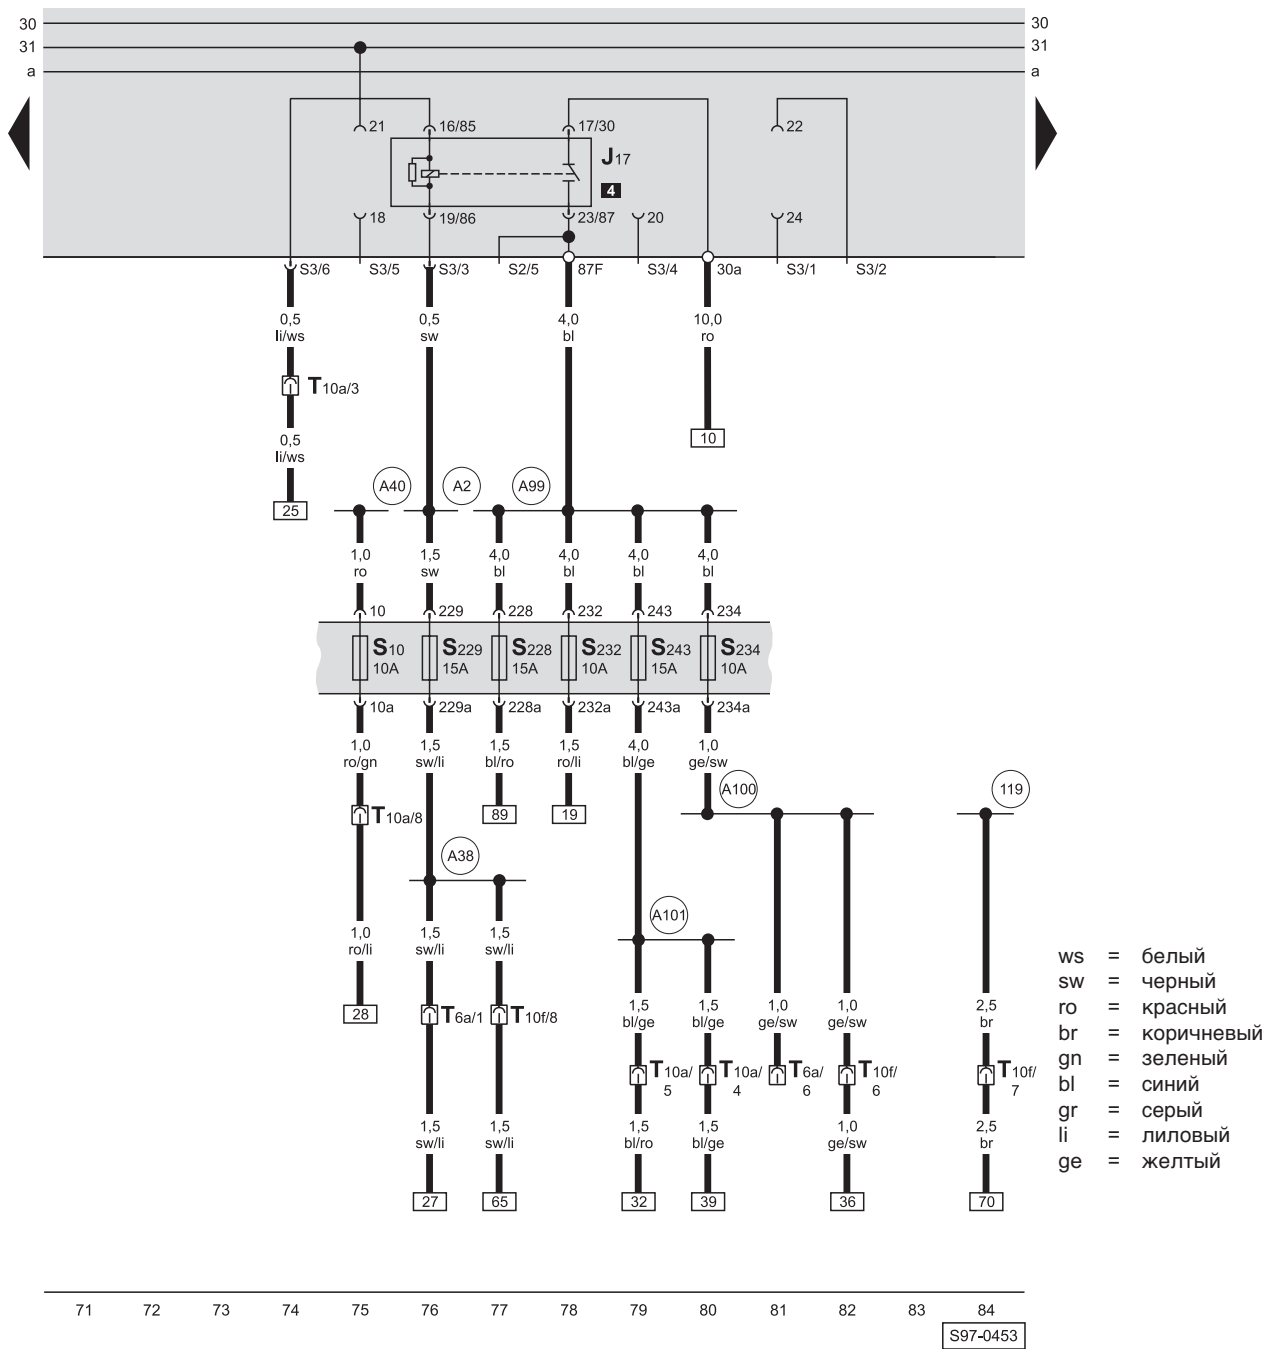 30 30
31 31
a a
21 16/85 17/30 22
J17
4
18 19/86 23/87 20 24
S3/6 S3/5 S3/3 S2/5 87F S3/4 30a S3/1 S3/2
0,5 0,5 4,0 10,0
li/ws sw bl ro
T10a/3
10
0,5
li/ws
A40 A2 A99
25
1,0 1,5 4,0 4,0 4,0 4,0
ro sw bl bl bl bl
10 229 228 232 243 234
S10 S229 S228 S232 S243 S234
10A 15A 15A 10A 15A 10A
10a 229a 228a 232a 243a 234a
1,0 1,5 1,5 1,5 4,0 1,0
ro/gn sw/li bl/ro ro/li bl/ge ge/sw
A100 119
T10a/8 89 19
A38
A101
1,0 1,5 1,5
ro/li sw/li sw/li
1,5 1,5 1,0 1,0 2,5
bl/ge bl/ge ge/sw ge/sw br
28 T6a/1 T10f/8
T10a/ T10a/ T6a/ T10f/ T10f/
5 4 6 6 7
1,5 1,5 1,5 1,5 1,0 2,5
sw/li sw/li bl/ro bl/ge ge/sw br
27 65 32 39 36 70
ws = белый
sw = черный
ro = красный
br = коричневый
gn = зеленый
bl = синий
gr = серый
li = лиловый
ge = желтый
71 72 73 74 75 76 77 78 79 80 81 82 83 84
S97-0453